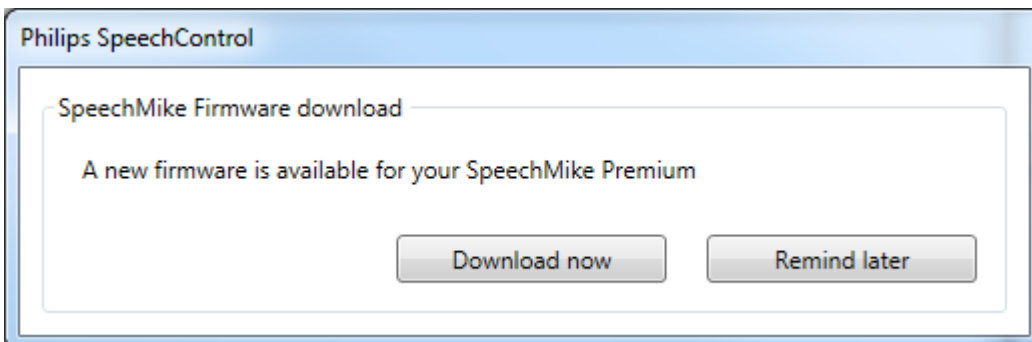 Philips SpeechControl
SpeechMike Firmware download
A new firmware is available for your SpeechMike Premium
Download now
Remind later